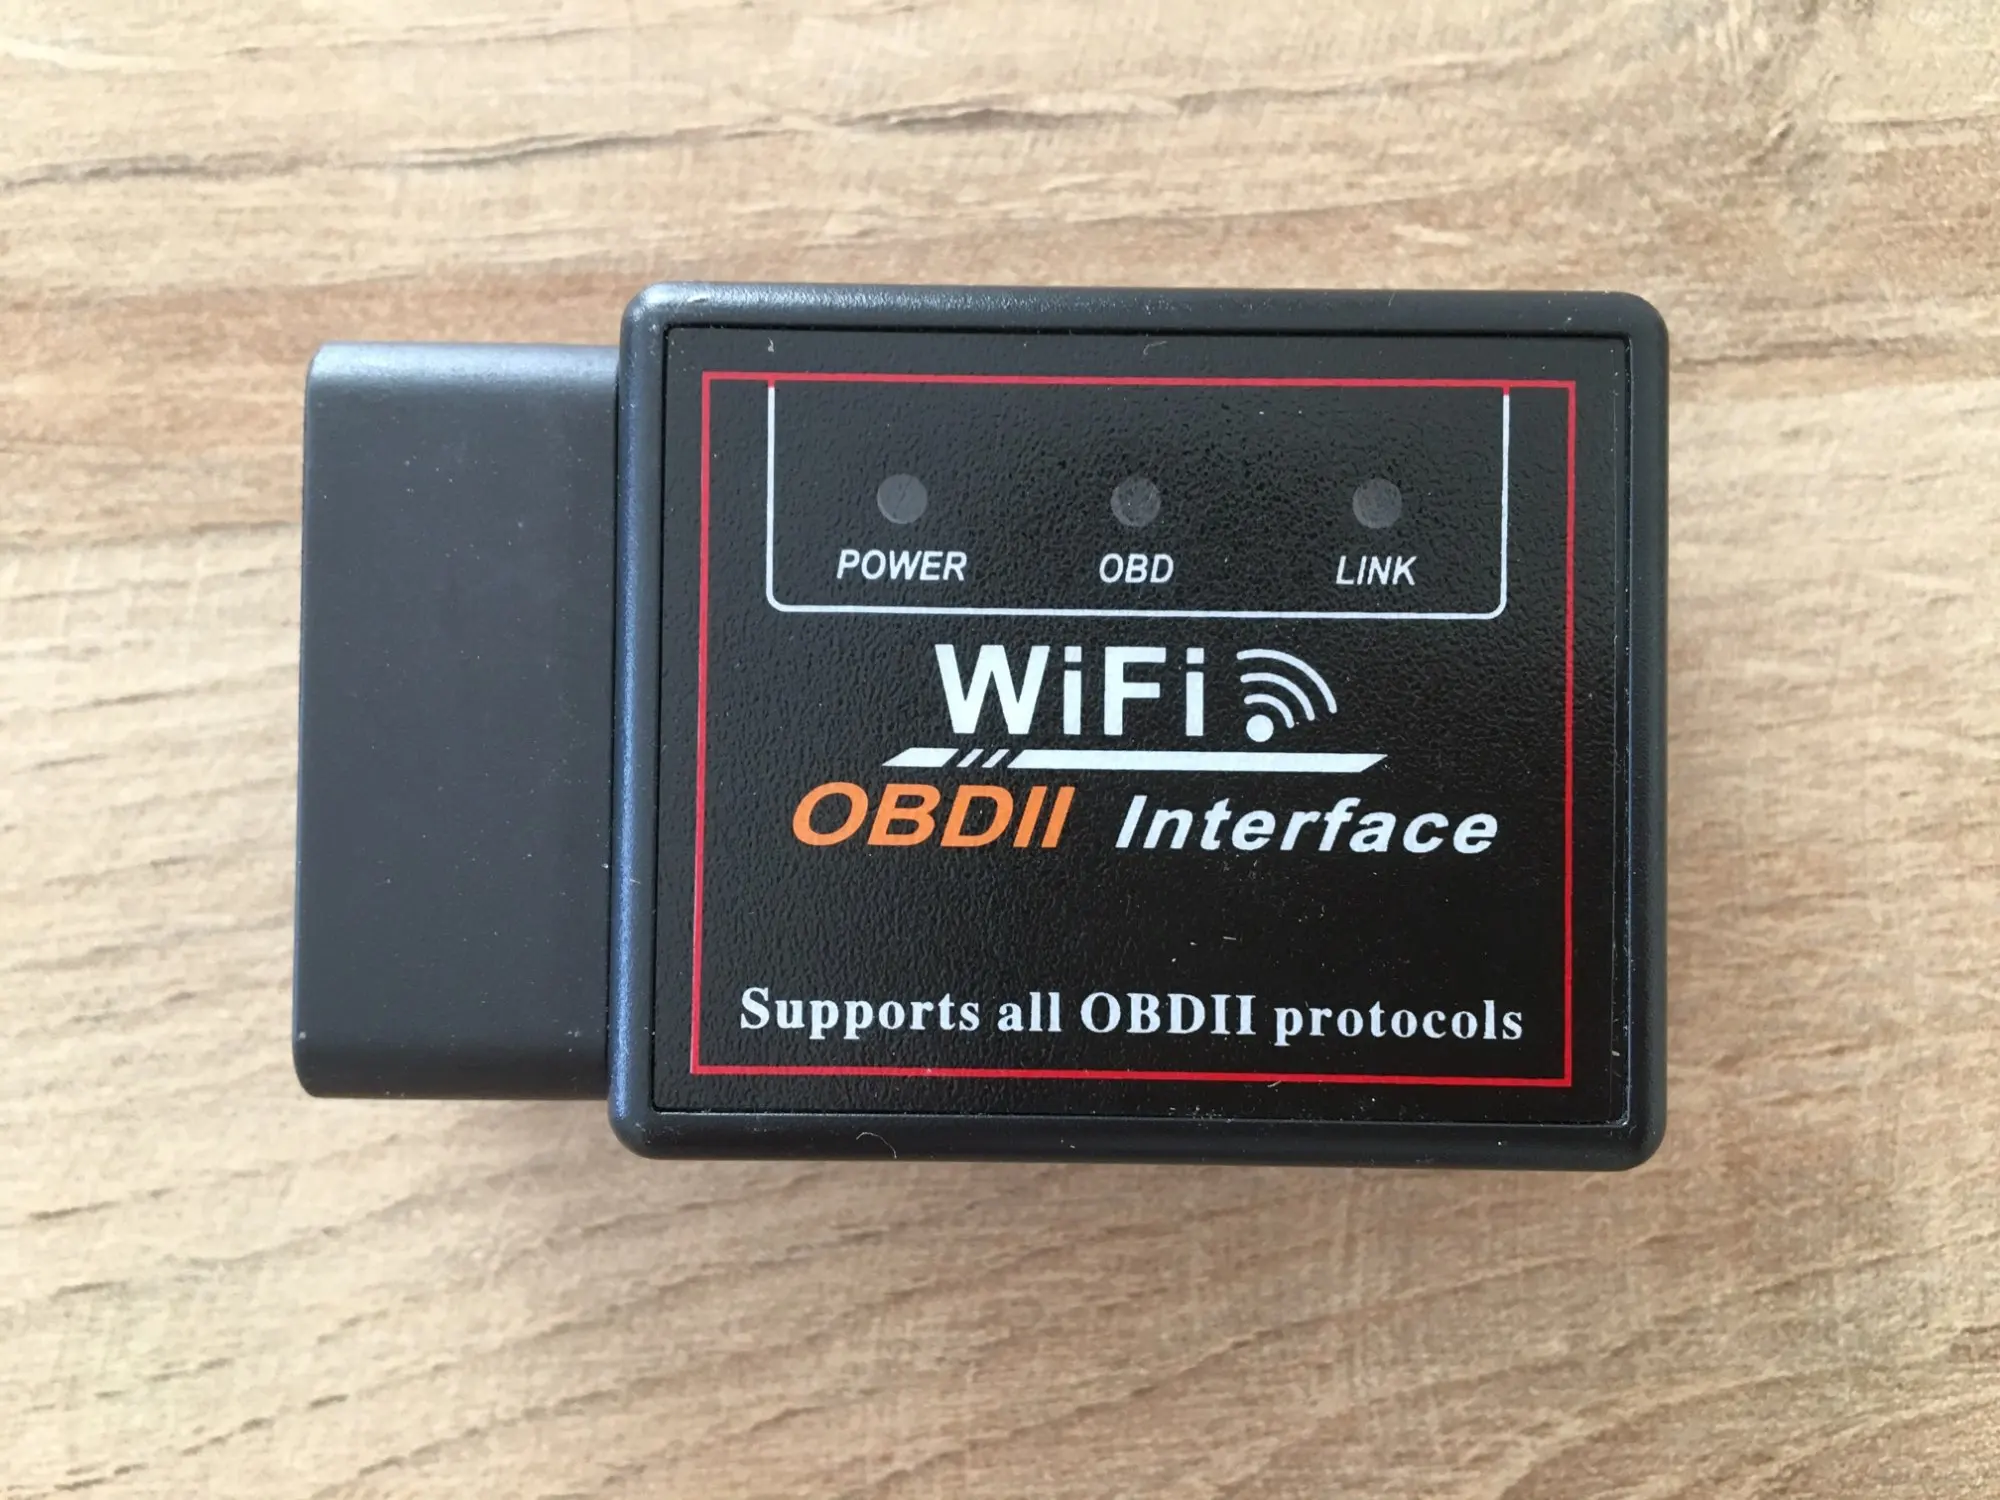 POWER OBD LINK
WiFi
OBDII Interface
Supports all OBDII protocols